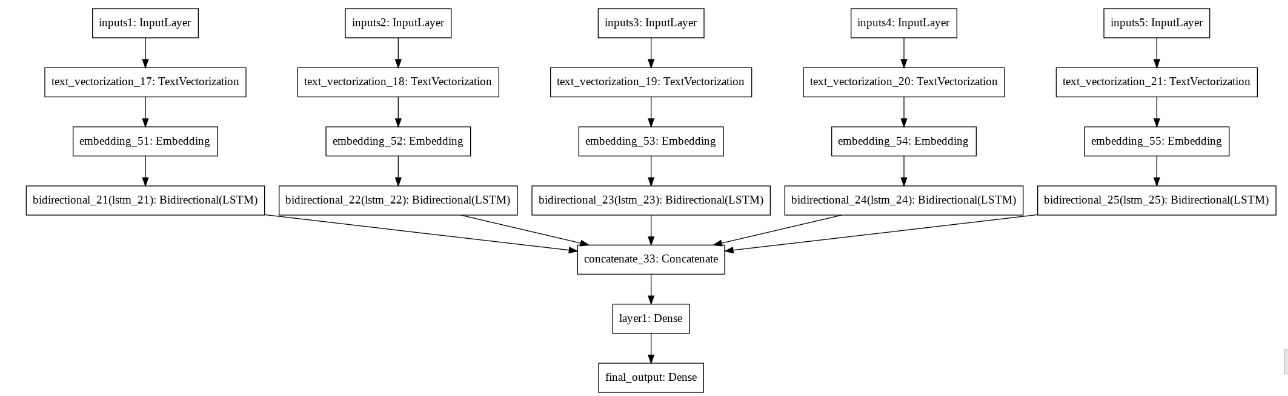 inputs1: InputLayer
inputs2: InputLayer
inputs3: InputLayer
inputs4: InputLayer
inputs5: InputLayer
text_vectorization_17: TextVectorization
text_vectorization_18: TextVectorization
text_vectorization_19: TextVectorization
text_vectorization_20: TextVectorization
text_vectorization_21: TextVectorization
embedding_51: Embedding
embedding_52: Embedding
embedding_53: Embedding
embedding_54: Embedding
embedding_55: Embedding
bidirectional_21(lstm_21): Bidirectional(LSTM)
bidirectional_22(lstm_22): Bidirectional(LSTM)
bidirectional_23(lstm_23): Bidirectional(LSTM)
bidirectional_24(lstm_24): Bidirectional(LSTM)
bidirectional_25(lstm_25): Bidirectional(LSTM)
concatenate_33: Concatenate
layer1: Dense
final_output: Dense